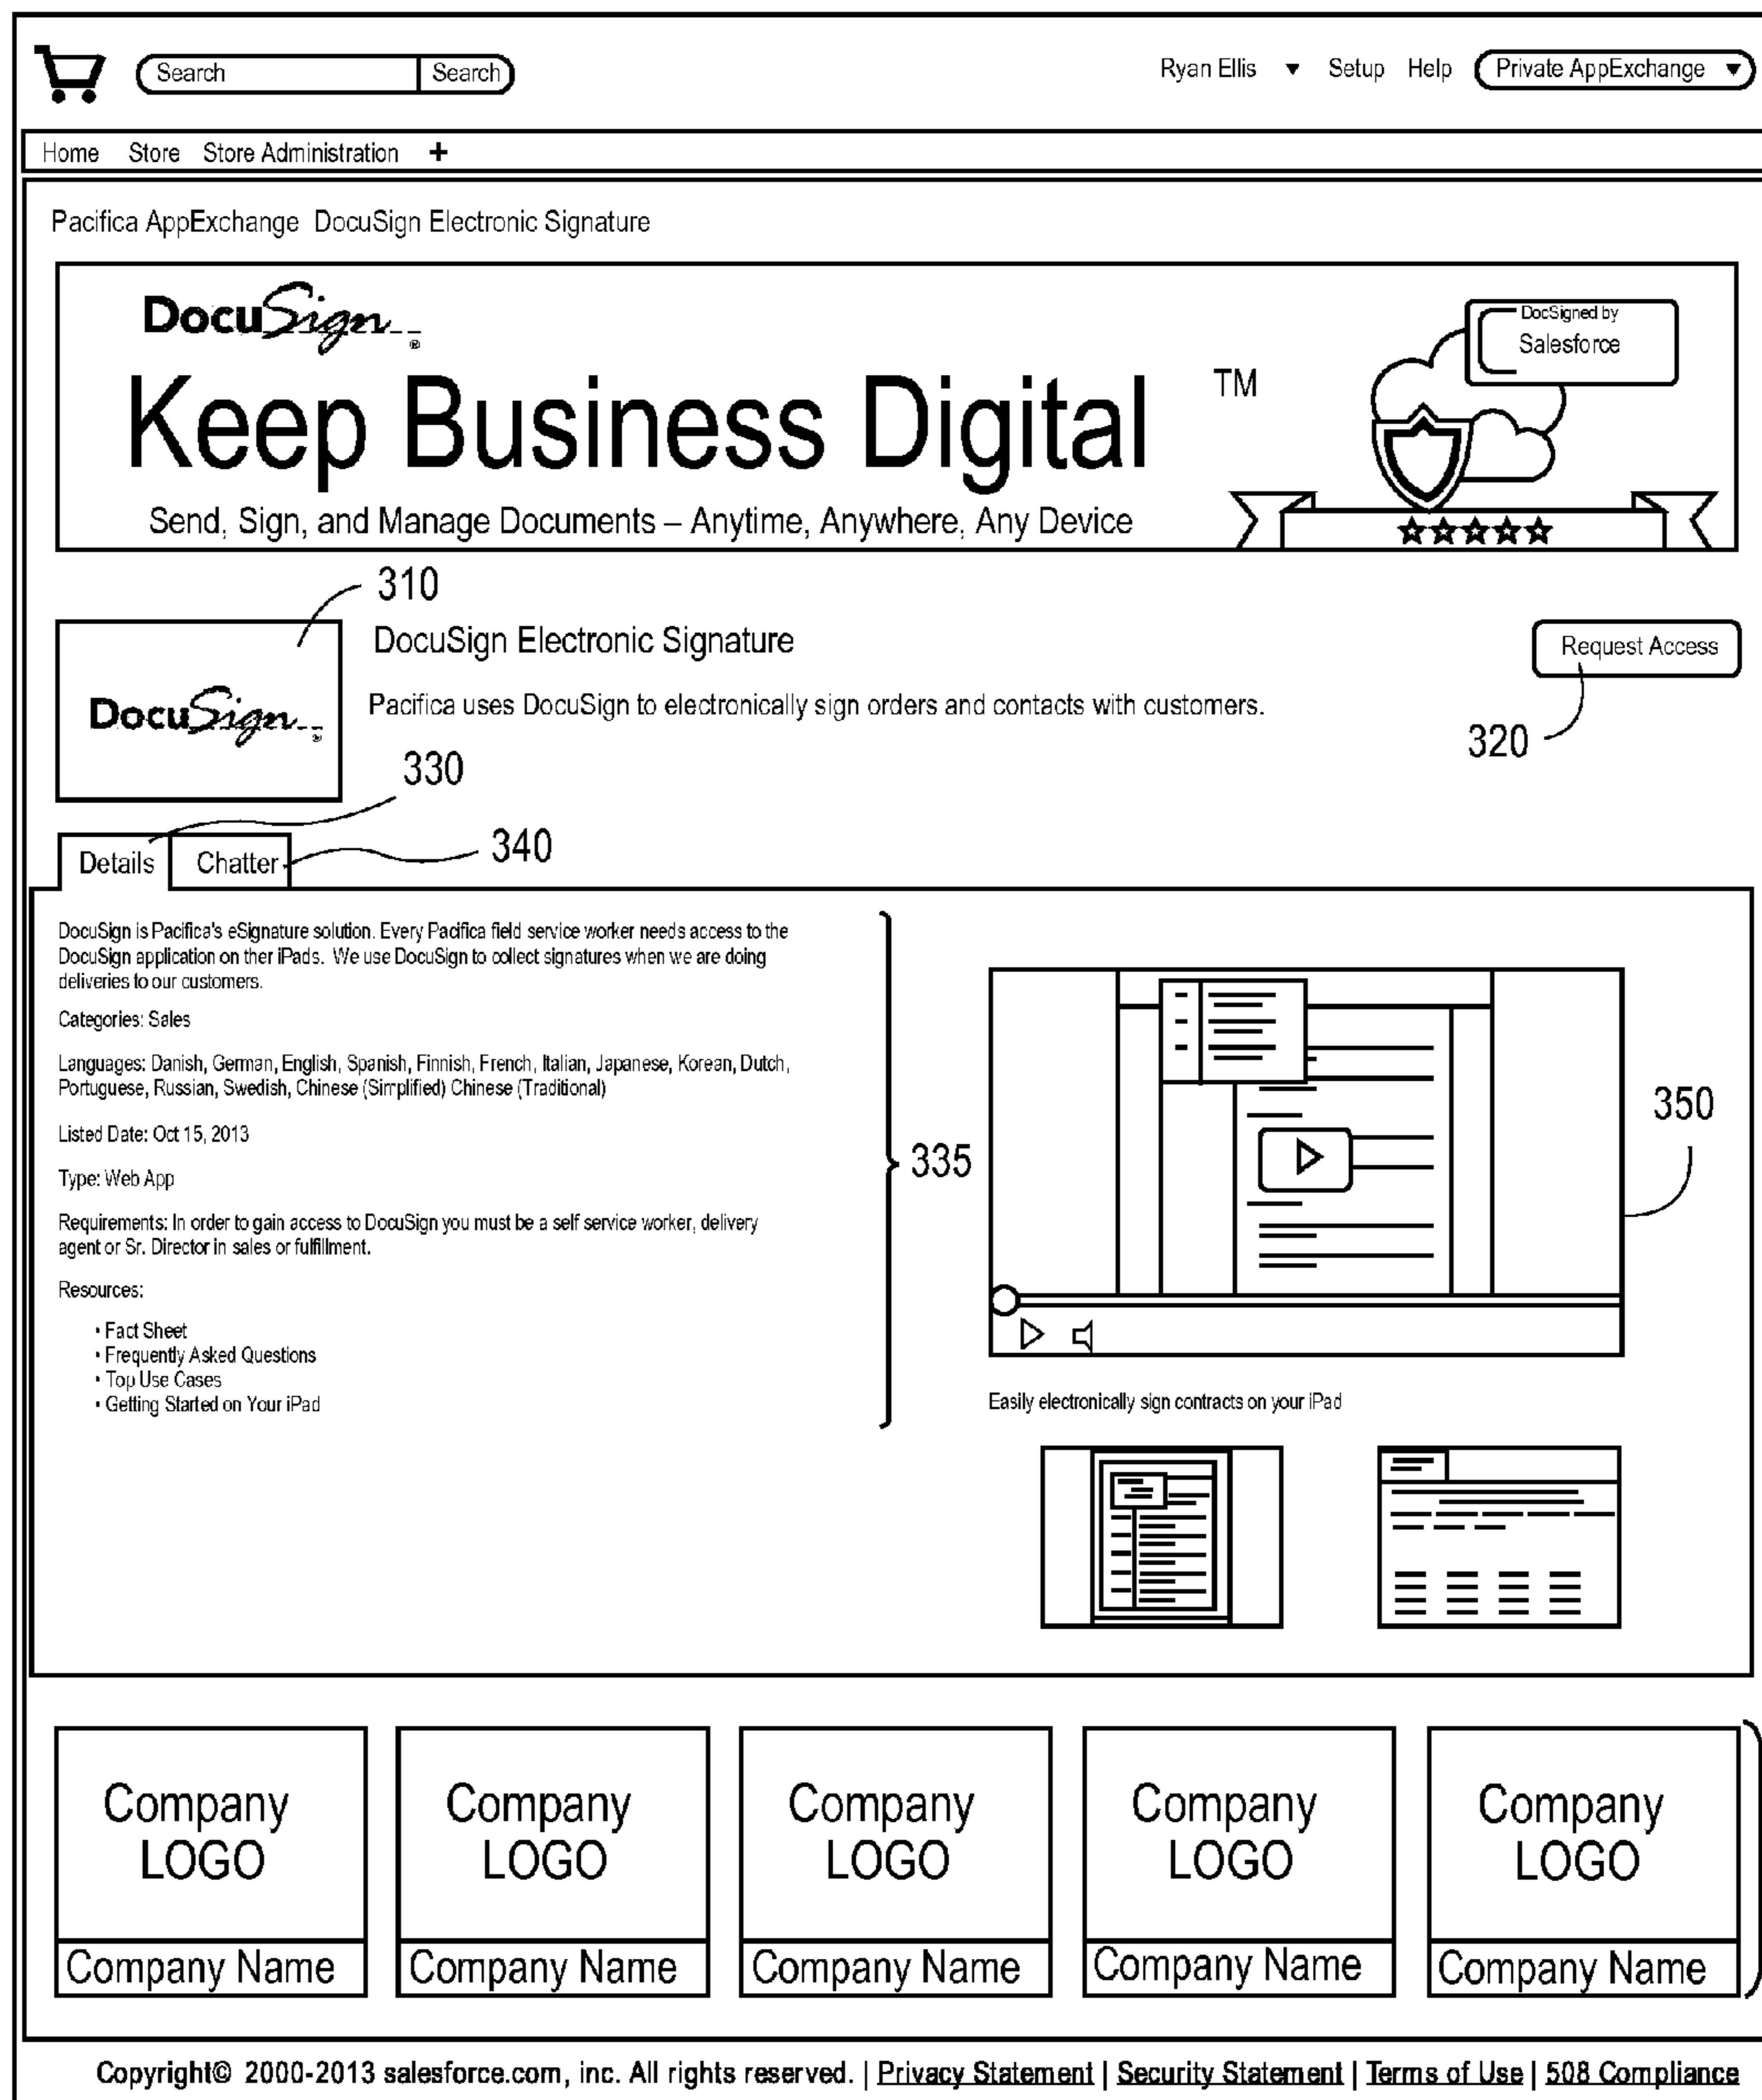 Search Search Ryan Ellis Setup Help Private AppExchange
Home Store Store Administration +
Pacifica AppExchange DocuSign Electronic Signature
DocuSign ®
Keep Business Digital TM
Send, Sign, and Manage Documents – Anytime, Anywhere, Any Device
DocSigned by
Salesforce
310
DocuSign Electronic Signature
Request Access
DocuSign ®
Pacifica uses DocuSign to electronically sign orders and contacts with customers.
320
330
340
Details Chatter
DocuSign is Pacifica's eSignature solution. Every Pacifica field service worker needs access to the
DocuSign application on ther iPads. We use DocuSign to collect signatures when we are doing
deliveries to our customers.
Categories: Sales
Languages: Danish, German, English, Spanish, Finnish, French, Italian, Japanese, Korean, Dutch,
Portuguese, Russian, Swedish, Chinese (Simplified) Chinese (Traditional)
Listed Date: Oct 15, 2013
Type: Web App
Requirements: In order to gain access to DocuSign you must be a self service worker, delivery
agent or Sr. Director in sales or fulfillment.
Resources:
• Fact Sheet
• Frequently Asked Questions
• Top Use Cases
• Getting Started on Your iPad
335
350
Easily electronically sign contracts on your iPad
Company
LOGO
Company Name
Company
LOGO
Company Name
Company
LOGO
Company Name
Company
LOGO
Company Name
Company
LOGO
Company Name
Copyright© 2000-2013 salesforce.com, inc. All rights reserved. | Privacy Statement | Security Statement | Terms of Use | 508 Compliance